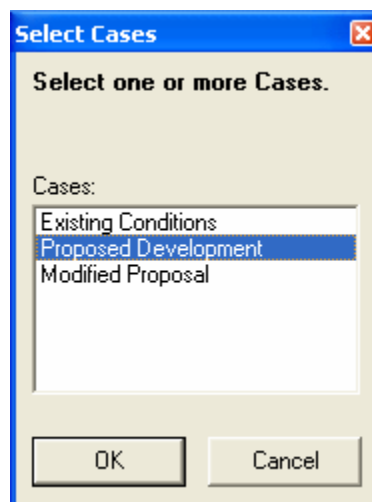 Select Cases
Select one or more Cases.
Cases:
Existing Conditions
Proposed Development
Modified Proposal
OK Cancel